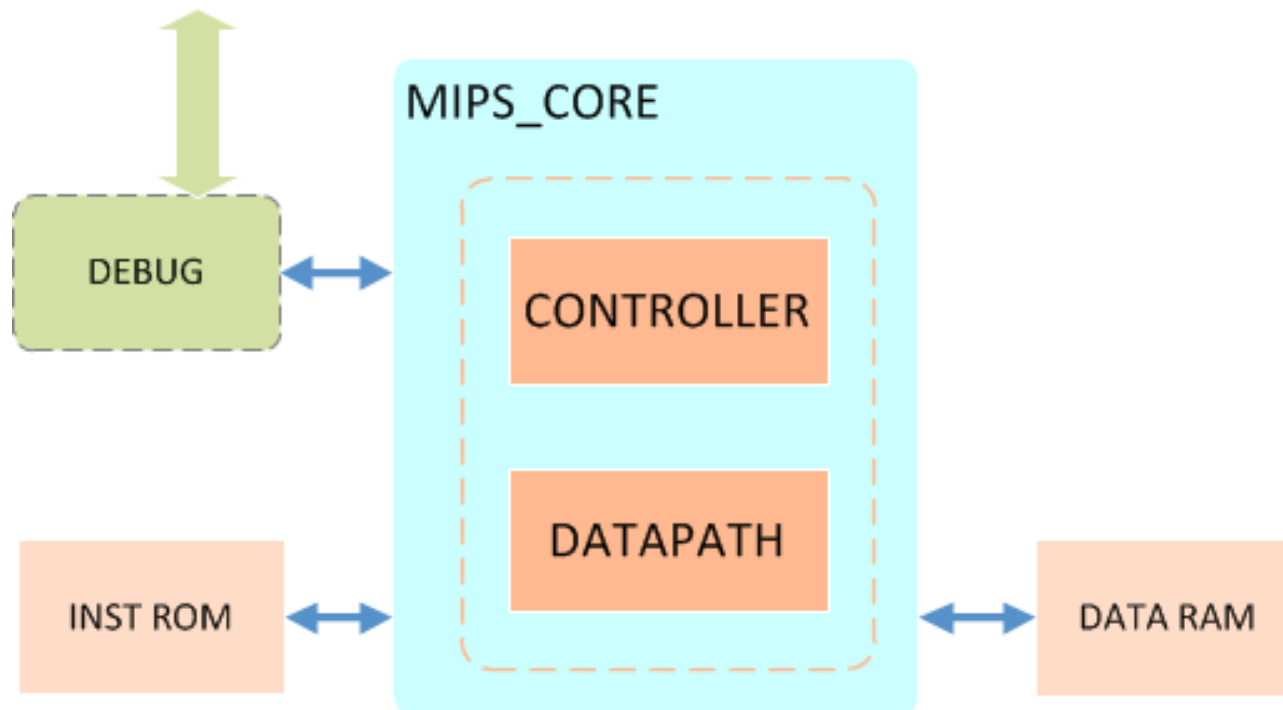 MIPS_CORE
DEBUG
CONTROLLER
DATAPATH
INST ROM
DATA RAM